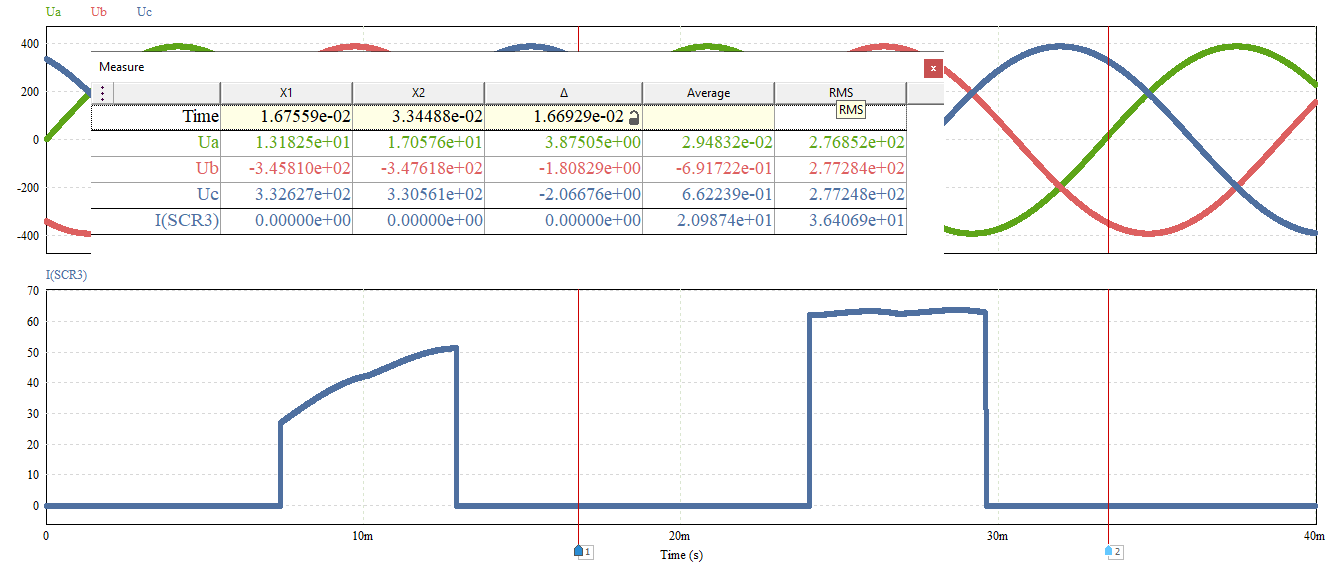 Ua Ub Uc
400
200
0
-200
-400
Measure
X1 X2 Δ Average RMS
RMS
Time 1.67559e-02 3.34488e-02 1.66929e-02
Ua 1.31825e+01 1.70576e+01 3.87505e+00 2.94832e-02 2.76852e+02
Ub -3.45810e+02 -3.47618e+02 -1.80829e+00 -6.91722e-01 2.77284e+02
Uc 3.32627e+02 3.30561e+02 -2.06676e+00 6.62239e-01 2.77248e+02
I(SCR3) 0.00000e+00 0.00000e+00 0.00000e+00 2.09874e+01 3.64069e+01
I(SCR3)
70
60
50
40
30
20
10
0
0 10m 20m 30m 40m
1 2
Time (s)